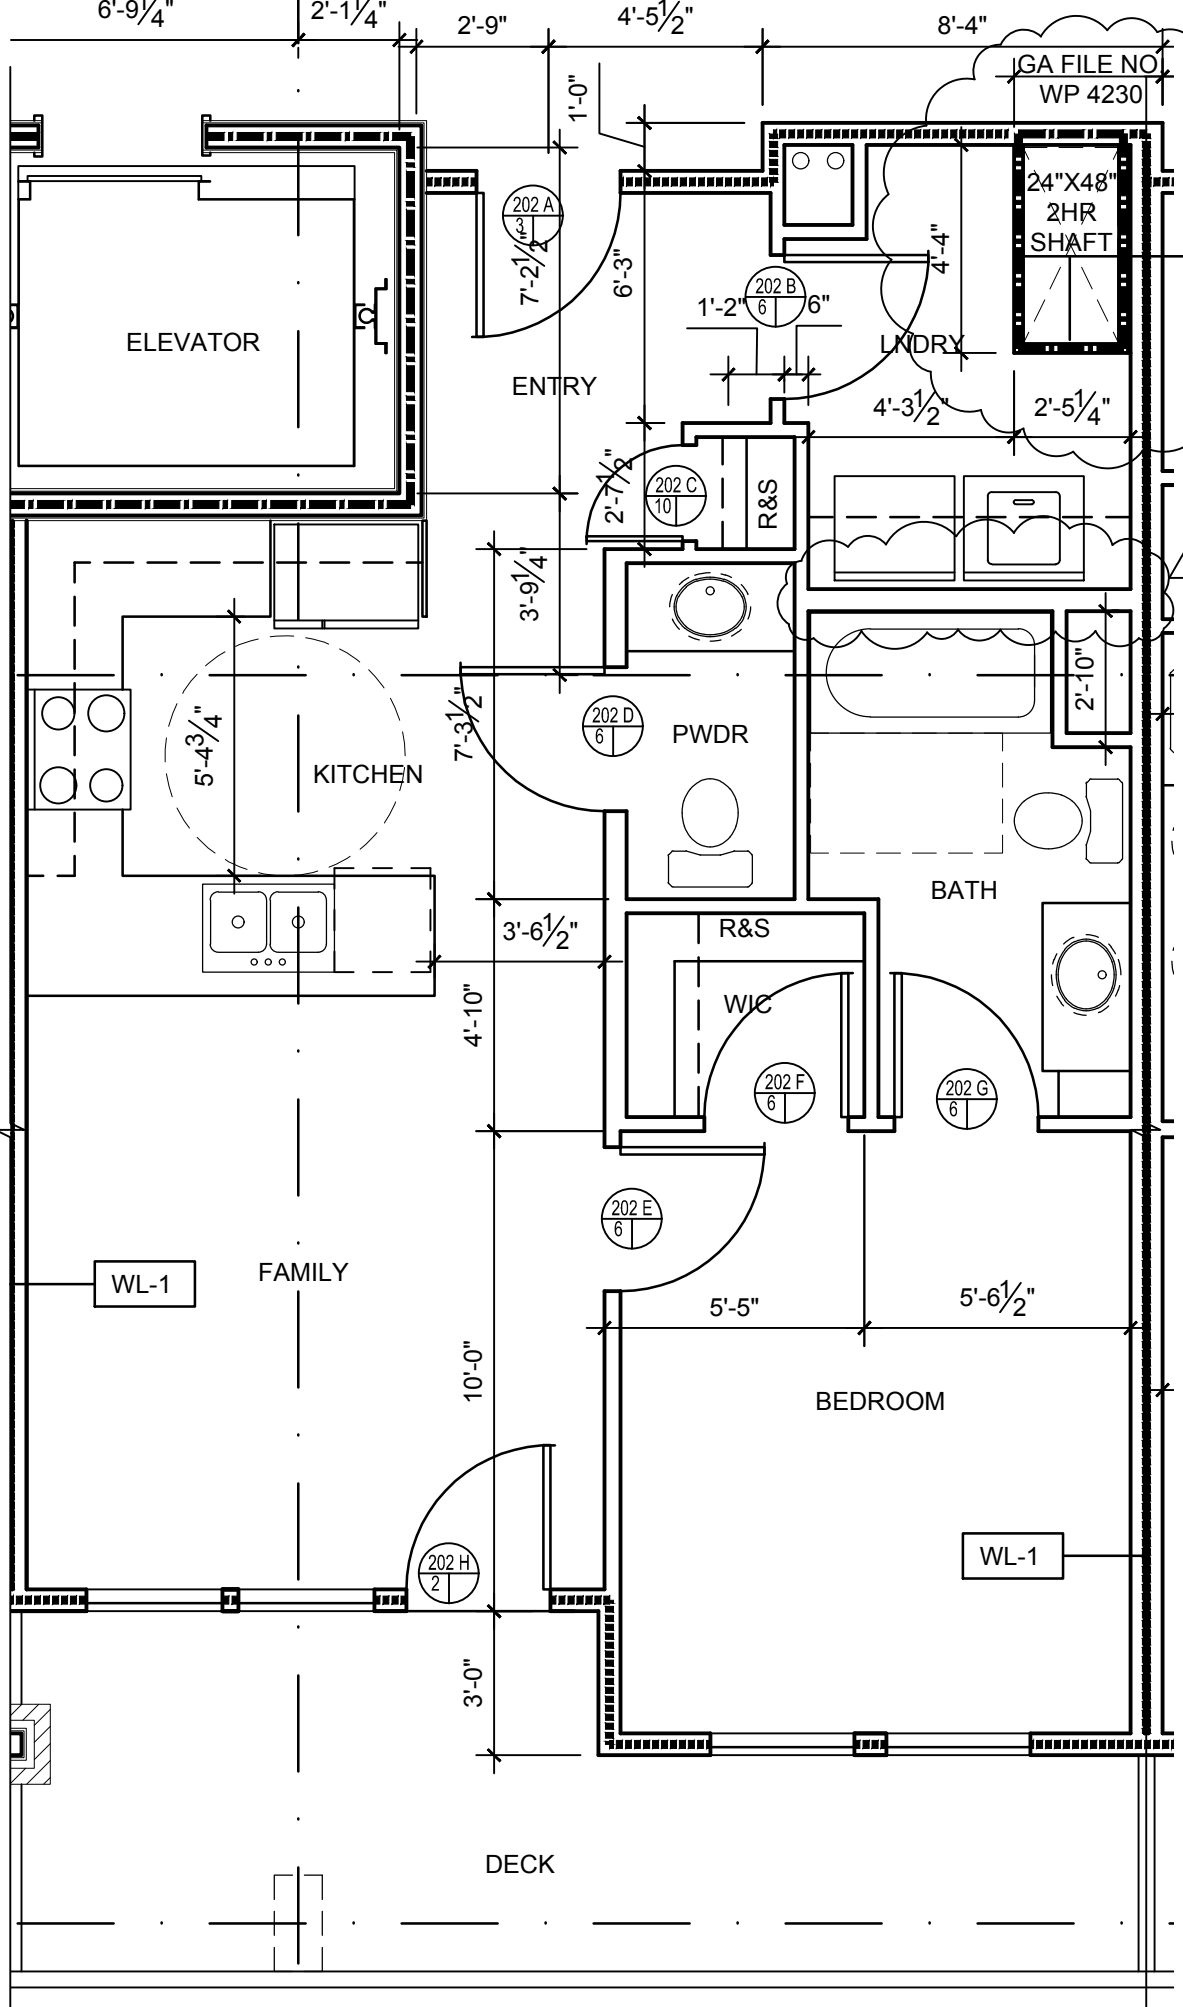 6'-9¼"
2'-1¼"
2'-9"
4'-5½"
8'-4"
1'-0"
GA FILE NO.
WP 4230
202 A
3
24"X48"
2HR
SHAFT
7'-2½"
6'-3"
4'-4"
202 B
6
1'-2"
6"
ELEVATOR
LNDRY
ENTRY
4'-3½"
2'-5¼"
2'-7½"
202 C
10
R&S
3'-9¼"
2'-10"
7'-3½"
202 D
6
PWDR
5'-4¾"
KITCHEN
BATH
3'-6½"
R&S
WIC
4'-10"
202 F
6
202 G
6
202 E
6
FAMILY
WL-1
5'-5"
5'-6½"
10'-0"
BEDROOM
WL-1
202 H
2
3'-0"
DECK